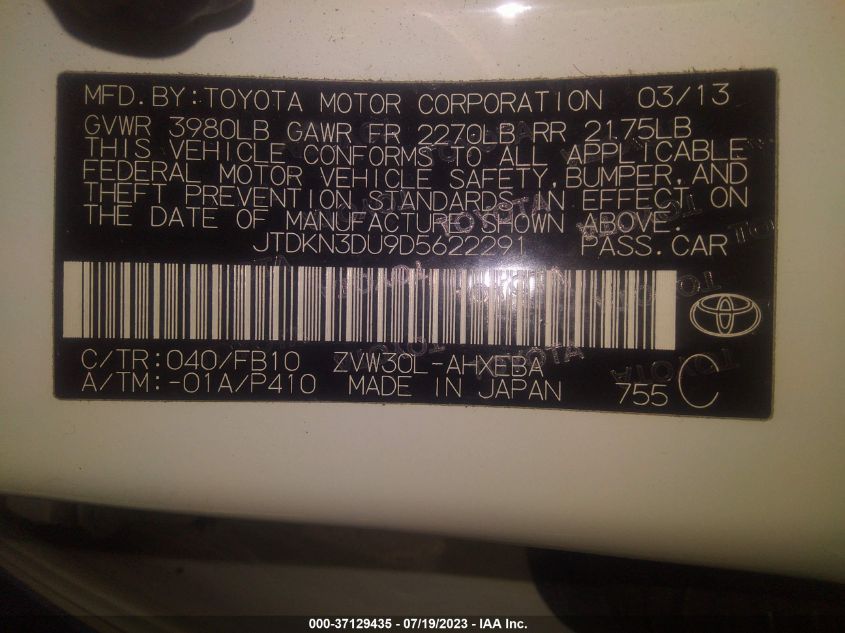 MFD.BY:TOYOTA MOTOR CORPORATION 03/13
GVWR 3980LB GAWR FR 2270LB RR 2175LB
THIS VEHICLE CONFORMS TO ALL APPLICABLE
FEDERAL MOTOR VEHICLE SAFETY,BUMPER,AND
THEFT PREVENTION STANDARDS IN EFFECT ON
THE DATE OF MANUFACTURE SHOWN ABOVE.
JTDKN3DU9D5622291 PASS.CAR
C/TR:040/FB10 ZVW30L-AHXEBA
A/TM:-01A/P410 MADE IN JAPAN 755 C
000-37129435 - 07/19/2023 - IAA Inc.